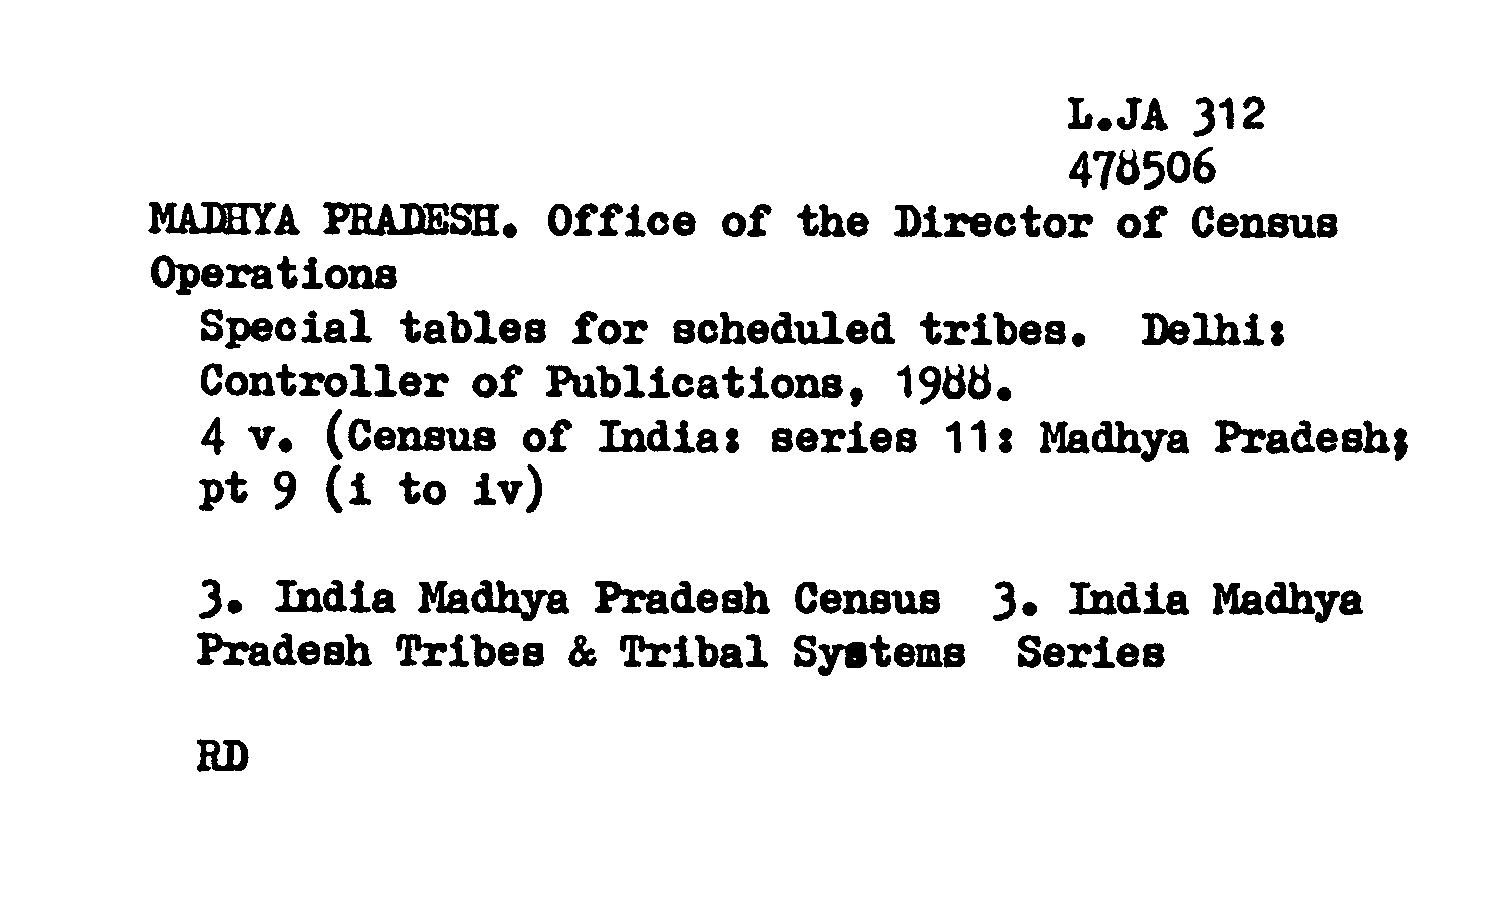 L.JA 312
478506
MADHYA PRADESH. Office of the Director of Census
Operations
Special tables for scheduled tribes. Delhi:
Controller of Publications, 1988.
4 v. (Census of India: series 11: Madhya Pradesh;
pt 9 (i to iv)
3. India Madhya Pradesh Census 3. India Madhya
Pradesh Tribes & Tribal Systems Series
RD